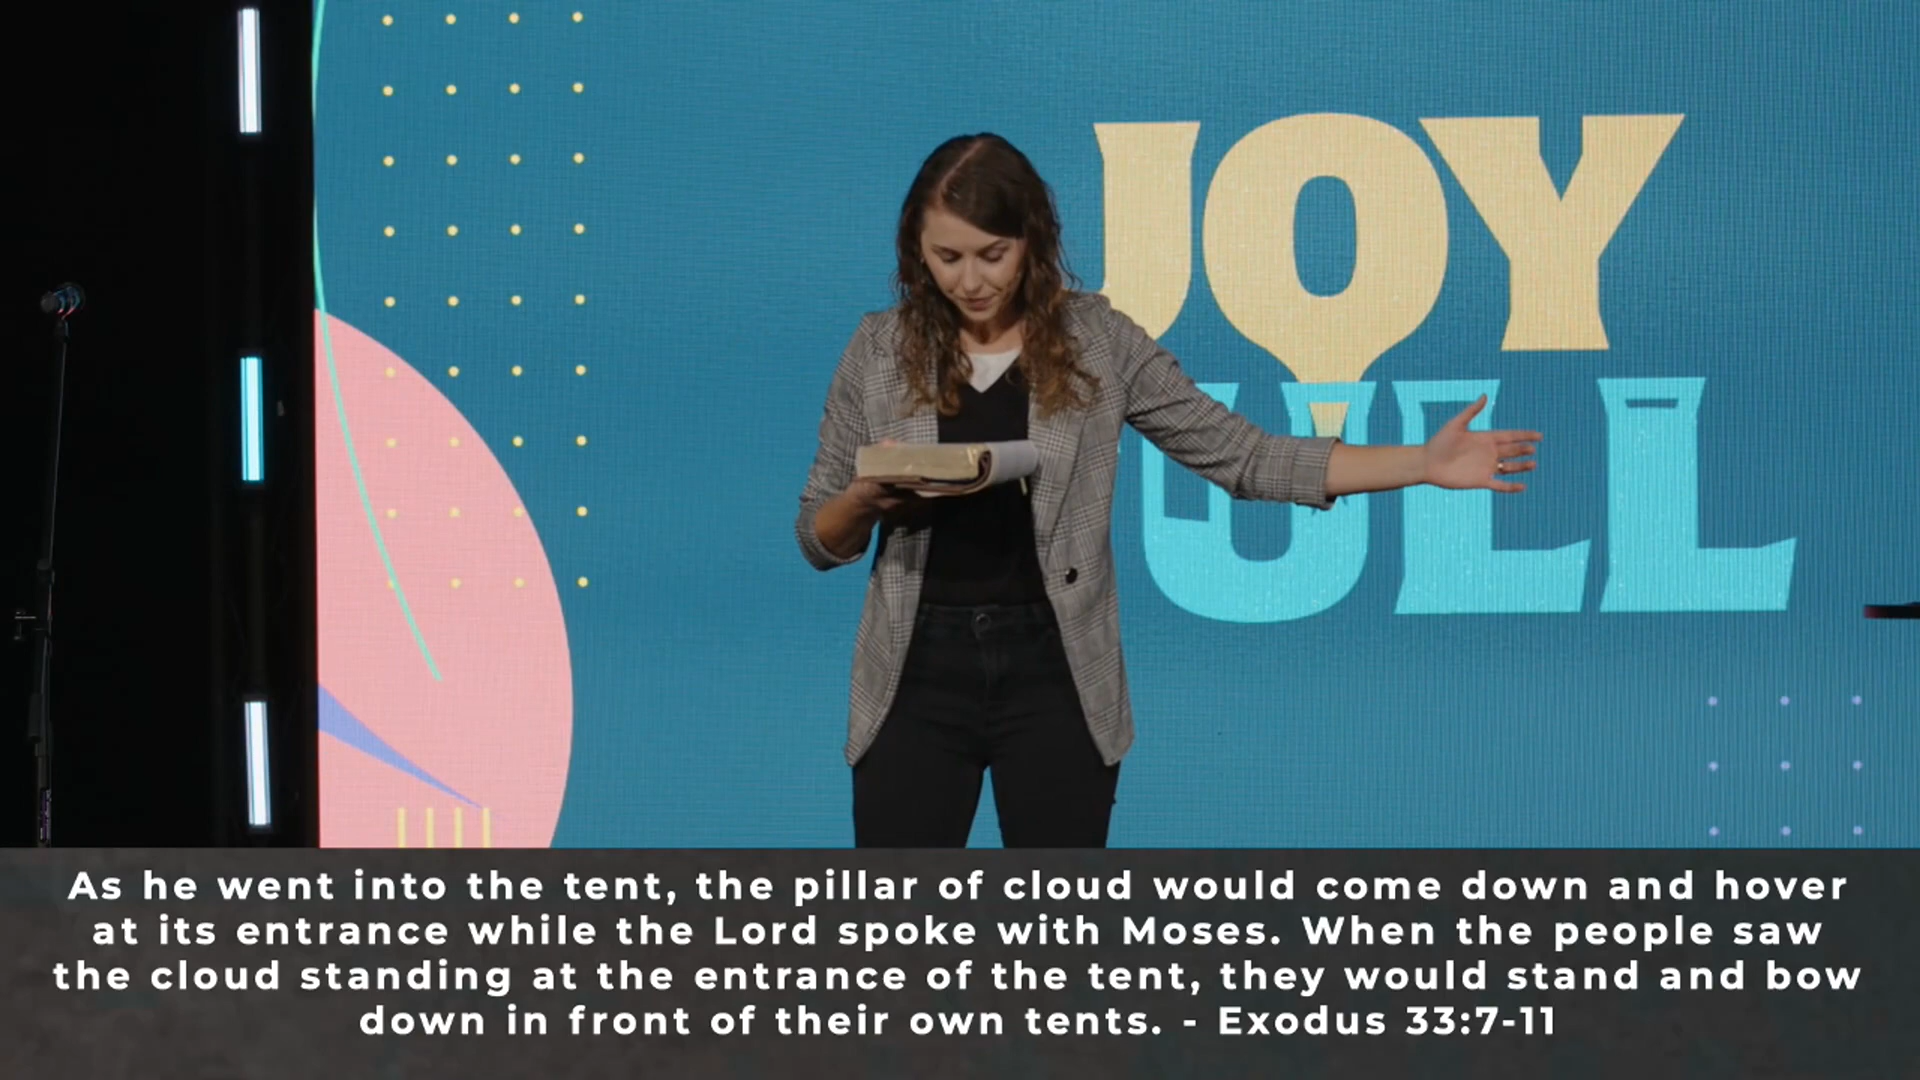 JOY
FULL
As he went into the tent, the pillar of cloud would come down and hover
at its entrance while the Lord spoke with Moses. When the people saw
the cloud standing at the entrance of the tent, they would stand and bow
down in front of their own tents. - Exodus 33:7-11